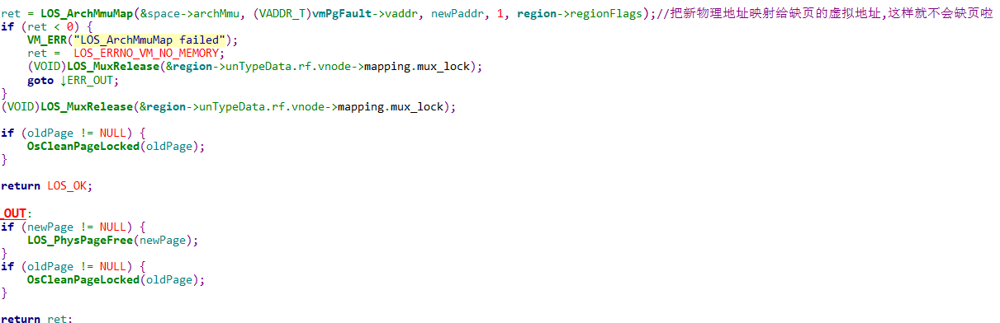 ret = LOS_ArchMmuMap(&space->archMmu, (VADDR_T)vmPgFault->vaddr, newPaddr, 1, region->regionFlags);//把新物理地址映射给缺页的虚拟地址,这样就不会缺页啦
if (ret < 0) {
    VM_ERR("LOS_ArchMmuMap failed");
    ret =  LOS_ERRNO_VM_NO_MEMORY;
    (VOID)LOS_MuxRelease(&region->unTypeData.rf.vnode->mapping.mux_lock);
    goto ↓ERR_OUT;
}
(VOID)LOS_MuxRelease(&region->unTypeData.rf.vnode->mapping.mux_lock);
if (oldPage != NULL) {
    OsCleanPageLocked(oldPage);
}
return LOS_OK;
_OUT:
if (newPage != NULL) {
    LOS_PhysPageFree(newPage);
}
if (oldPage != NULL) {
    OsCleanPageLocked(oldPage);
}
return ret;